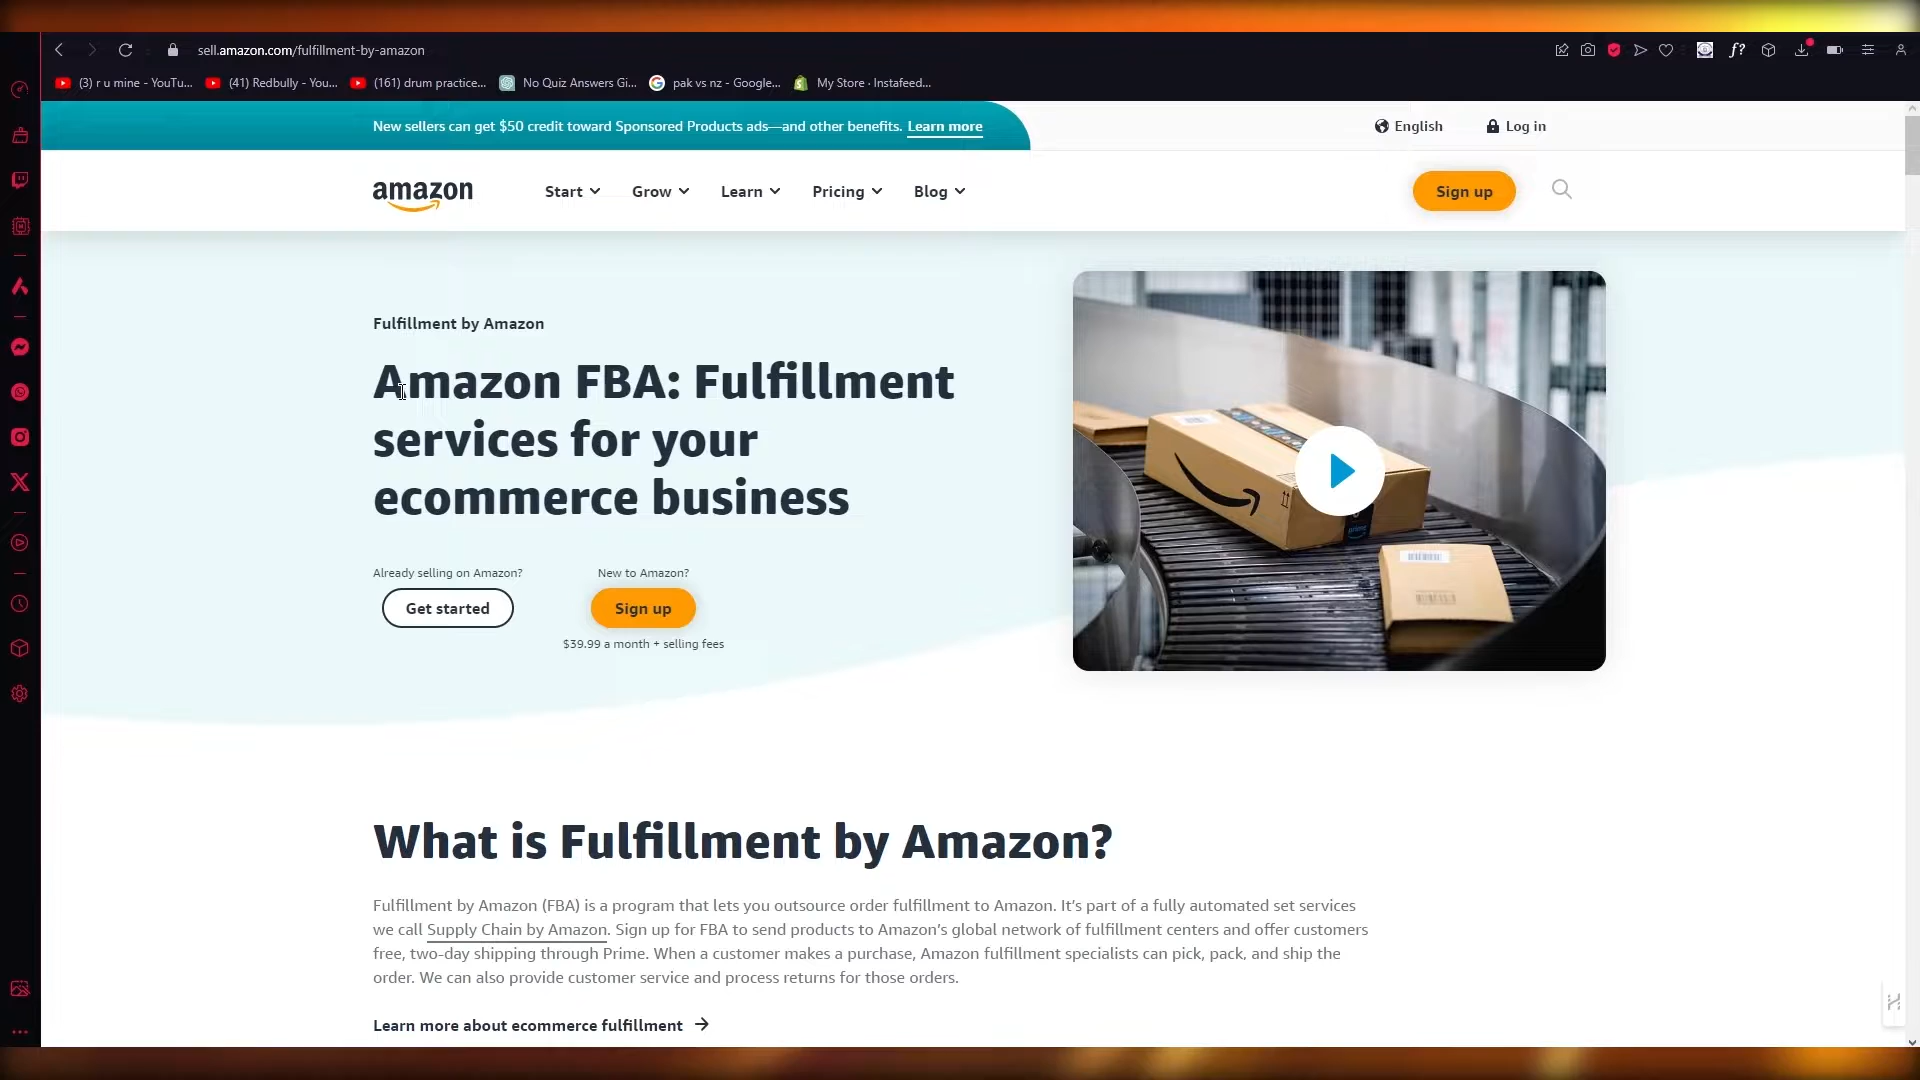 sell.amazon.com/fulfillment-by-amazon
f?
(3) r u mine - YouTu...
(41) Redbully - You...
(161) drum practice...
No Quiz Answers Gi...
pak vs nz - Google...
My Store · Instafeed...
New sellers can get $50 credit toward Sponsored Products ads—and other benefits. Learn more
English
Log in
amazon
Start
Grow
Learn
Pricing
Blog
Sign up
Fulfillment by Amazon
Amazon FBA: Fulfillment
services for your
ecommerce business
Already selling on Amazon?
New to Amazon?
Get started
Sign up
$39.99 a month + selling fees
prime
What is Fulfillment by Amazon?
Fulfillment by Amazon (FBA) is a program that lets you outsource order fulfillment to Amazon. It's part of a fully automated set services
we call Supply Chain by Amazon. Sign up for FBA to send products to Amazon's global network of fulfillment centers and offer customers
free, two-day shipping through Prime. When a customer makes a purchase, Amazon fulfillment specialists can pick, pack, and ship the
order. We can also provide customer service and process returns for those orders.
Learn more about ecommerce fulfillment